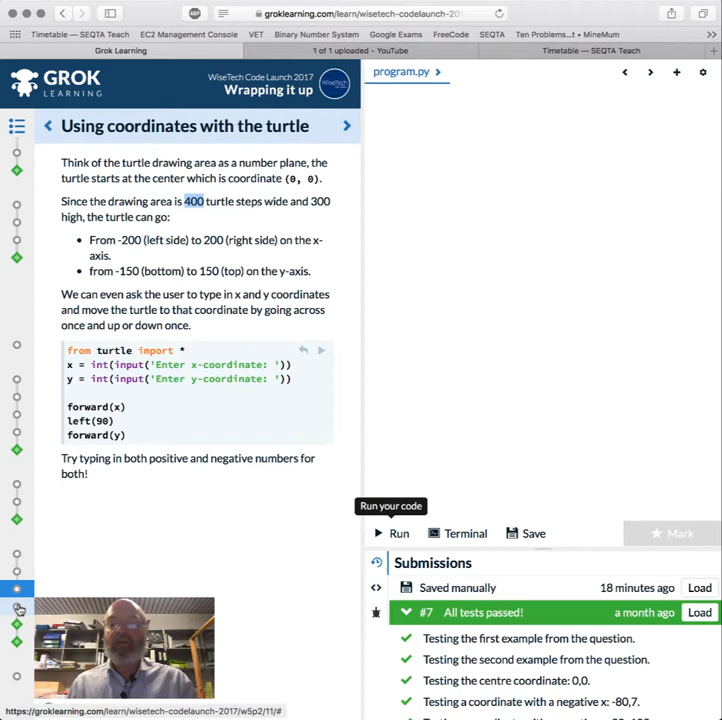 groklearning.com/learn/wisetech-codelaunch-201
Timetable — SEQTA
EC2 Management Console
VET
Binary Number System
Google Exams
FreeCode
SEQTA
Ten Problems..t • MineMum
Grok Learning
1 of 1 uploaded - YouTube
Timetable — SEQTA Teach
GROK
LEARNING
WiseTech Code Launch 2017
Wrapping it up
WiseTech
program.py
Using coordinates with the turtle
Think of the turtle drawing area as a number plane, the
turtle starts at the center which is coordinate (0, 0).
Since the drawing area is 400 turtle steps wide and 300
high, the turtle can go:
• From -200 (left side) to 200 (right side) on the x-
axis.
• from -150 (bottom) to 150 (top) on the y-axis.
We can even ask the user to type in x and y coordinates
and move the turtle to that coordinate by going across
once and up or down once.
from turtle import *
x = int(input('Enter x-coordinate: '))
y = int(input('Enter y-coordinate: '))
forward(x)
left(90)
forward(y)
Try typing in both positive and negative numbers for
both!
Run your code
Run
Terminal
Save
Mark
Submissions
Saved manually
18 minutes ago
Load
#7 All tests passed!
a month ago
Load
Testing the first example from the question.
Testing the second example from the question.
Testing the centre coordinate: 0,0.
Testing a coordinate with a negative x: -80,7.
https://groklearning.com/learn/wisetech-codelaunch-2017/w5p2/11/#